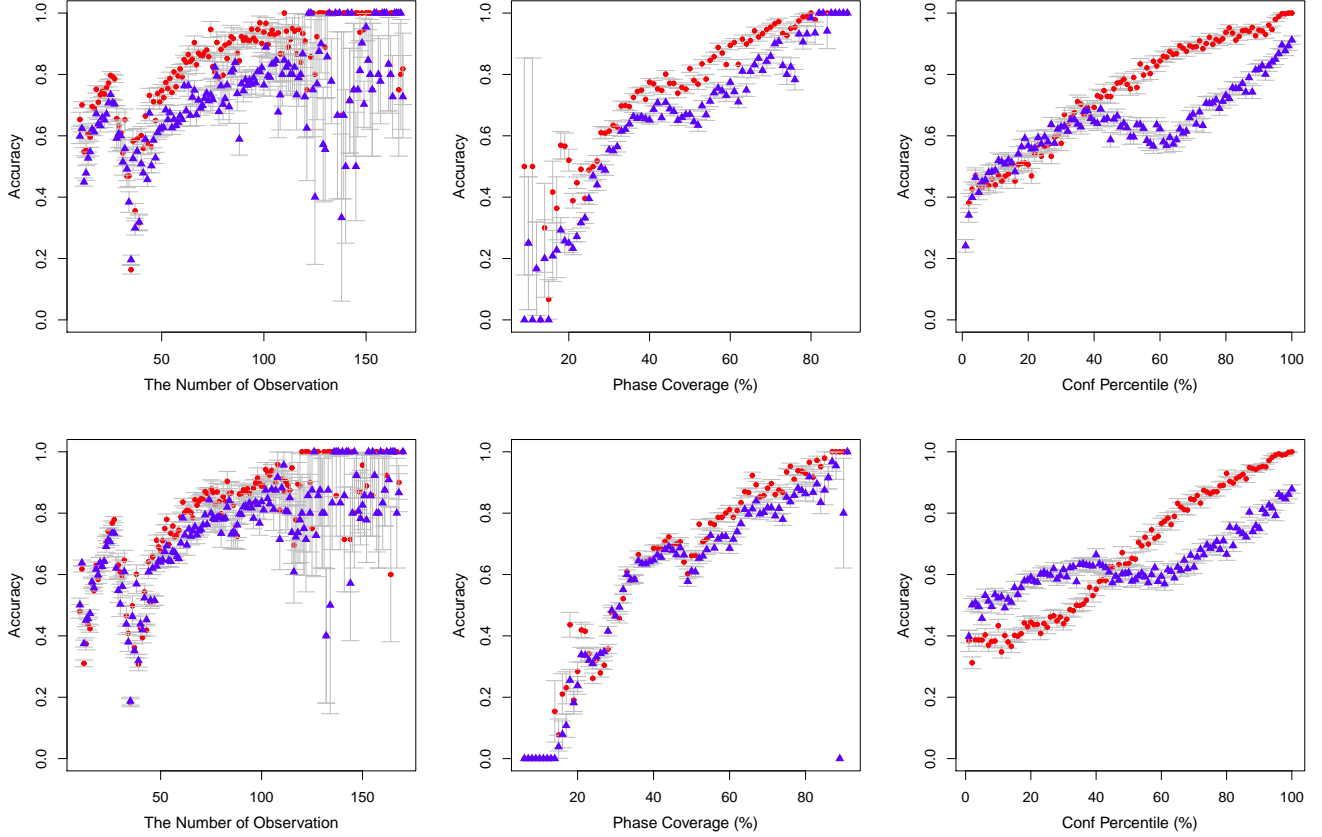 Accuracy
0.0 0.2 0.4 0.6 0.8 1.0
50 100 150
The Number of Observation
Accuracy
0.0 0.2 0.4 0.6 0.8 1.0
20 40 60 80
Phase Coverage (%)
Accuracy
0.0 0.2 0.4 0.6 0.8 1.0
0 20 40 60 80 100
Conf Percentile (%)
Accuracy
0.0 0.2 0.4 0.6 0.8 1.0
50 100 150
The Number of Observation
Accuracy
0.0 0.2 0.4 0.6 0.8 1.0
20 40 60 80
Phase Coverage (%)
Accuracy
0.0 0.2 0.4 0.6 0.8 1.0
0 20 40 60 80 100
Conf Percentile (%)